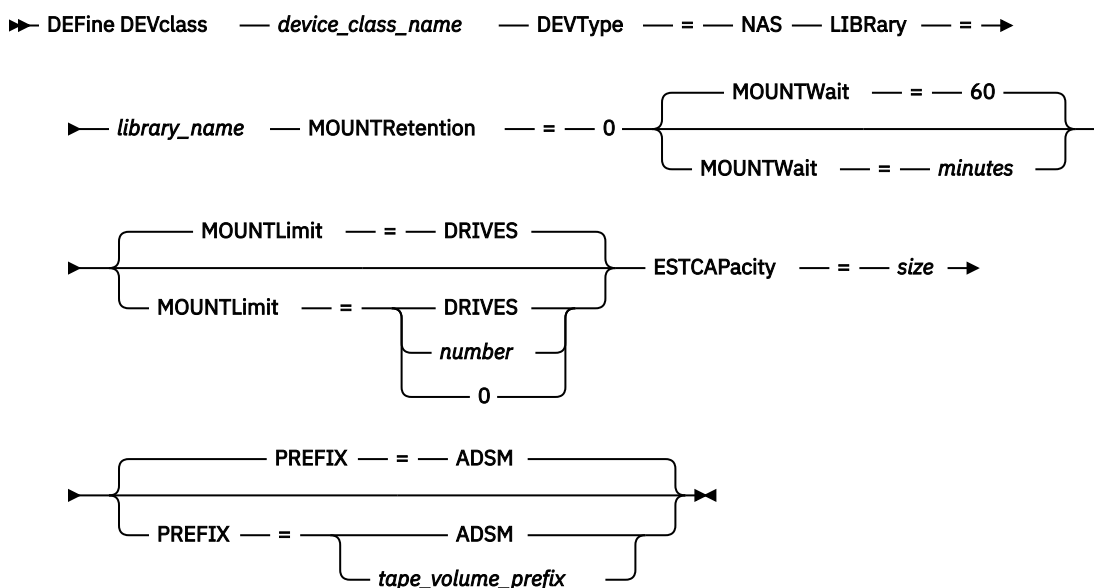 DEFine DEVclass device_class_name DEVType = NAS LIBRary =
MOUNTWait = 60
library_name MOUNTRetention = 0
MOUNTWait = minutes
MOUNTLimit = DRIVES
ESTCAPacity = size
MOUNTLimit = DRIVES
number
0
PREFIX = ADSM
PREFIX = ADSM
tape_volume_prefix